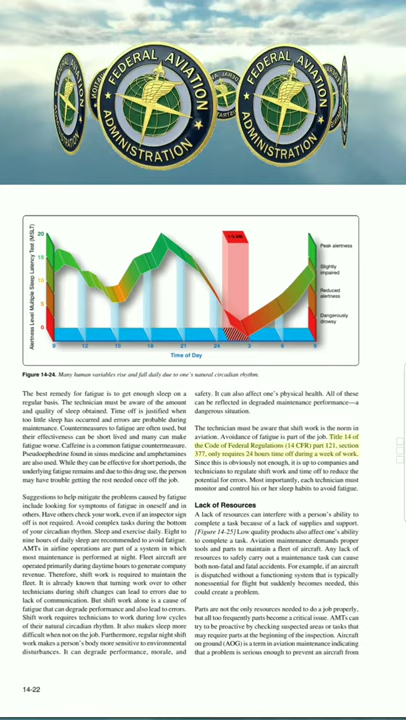 FEDERAL AVIATION
ADMINISTRATION
FEDERAL AVIATION
ADMINISTRATION
Alertness Level Multiple Sleep Latency Test (MSLT)
20
15
10
5
0
Peak alertness
Slightly
impaired
Reduced
alertness
Dangerously
drowsy
9
12
15
18
21
24
3
6
9
Time of Day
Figure 14-24. Many human variables rise and fall daily due to one's natural circadian rhythm.
The best remedy for fatigue is to get enough sleep on a
regular basis. The technician must be aware of the amount
and quality of sleep obtained. Time off is justified when
too little sleep has occurred and errors are probable during
maintenance. Countermeasures to fatigue are often used, but
their effectiveness can be short lived and many can make
fatigue worse. Caffeine is a common fatigue countermeasure.
Pseudoephedrine found in sinus medicine and amphetamines
are also used. While they can be effective for short periods, the
underlying fatigue remains and due to this drug use, the person
may have trouble getting the rest needed once off the job.
Suggestions to help mitigate the problems caused by fatigue
include looking for symptoms of fatigue in oneself and in
others. Have others check your work, even if an inspector sign
off is not required. Avoid complex tasks during the bottom
of your circadian rhythm. Sleep and exercise daily. Eight to
nine hours of daily sleep are recommended to avoid fatigue.
AMTs in airline operations are part of a system in which
most maintenance is performed at night. Fleet aircraft are
operated primarily during daytime hours to generate company
revenue. Therefore, shift work is required to maintain the
fleet. It is already known that turning work over to other
technicians during shift changes can lead to errors due to
lack of communication. But shift work alone is a cause of
fatigue that can degrade performance and also lead to errors.
Shift work requires technicians to work during low cycles
of their natural circadian rhythm. It also makes sleep more
difficult when not on the job. Furthermore, regular night shift
work makes a person's body more sensitive to environmental
disturbances. It can degrade performance, morale, and
safety. It can also affect one's physical health. All of these
can be reflected in degraded maintenance performance—a
dangerous situation.
The technician must be aware that shift work is the norm in
aviation. Avoidance of fatigue is part of the job. Title 14 of
the Code of Federal Regulations (14 CFR) part 121, section
377, only requires 24 hours time off during a week of work.
Since this is obviously not enough, it is up to companies and
technicians to regulate shift work and time off to reduce the
potential for errors. Most importantly, each technician must
monitor and control his or her sleep habits to avoid fatigue.
Lack of Resources
A lack of resources can interfere with a person's ability to
complete a task because of a lack of supplies and support.
[Figure 14-25] Low quality products also affect one's ability
to complete a task. Aviation maintenance demands proper
tools and parts to maintain a fleet of aircraft. Any lack of
resources to safely carry out a maintenance task can cause
both non-fatal and fatal accidents. For example, if an aircraft
is dispatched without a functioning system that is typically
nonessential for flight but suddenly becomes needed, this
could create a problem.
Parts are not the only resources needed to do a job properly,
but all too frequently parts become a critical issue. AMTs can
try to be proactive by checking suspected areas or tasks that
may require parts at the beginning of the inspection. Aircraft
on ground (AOG) is a term in aviation maintenance indicating
that a problem is serious enough to prevent an aircraft from
14-22